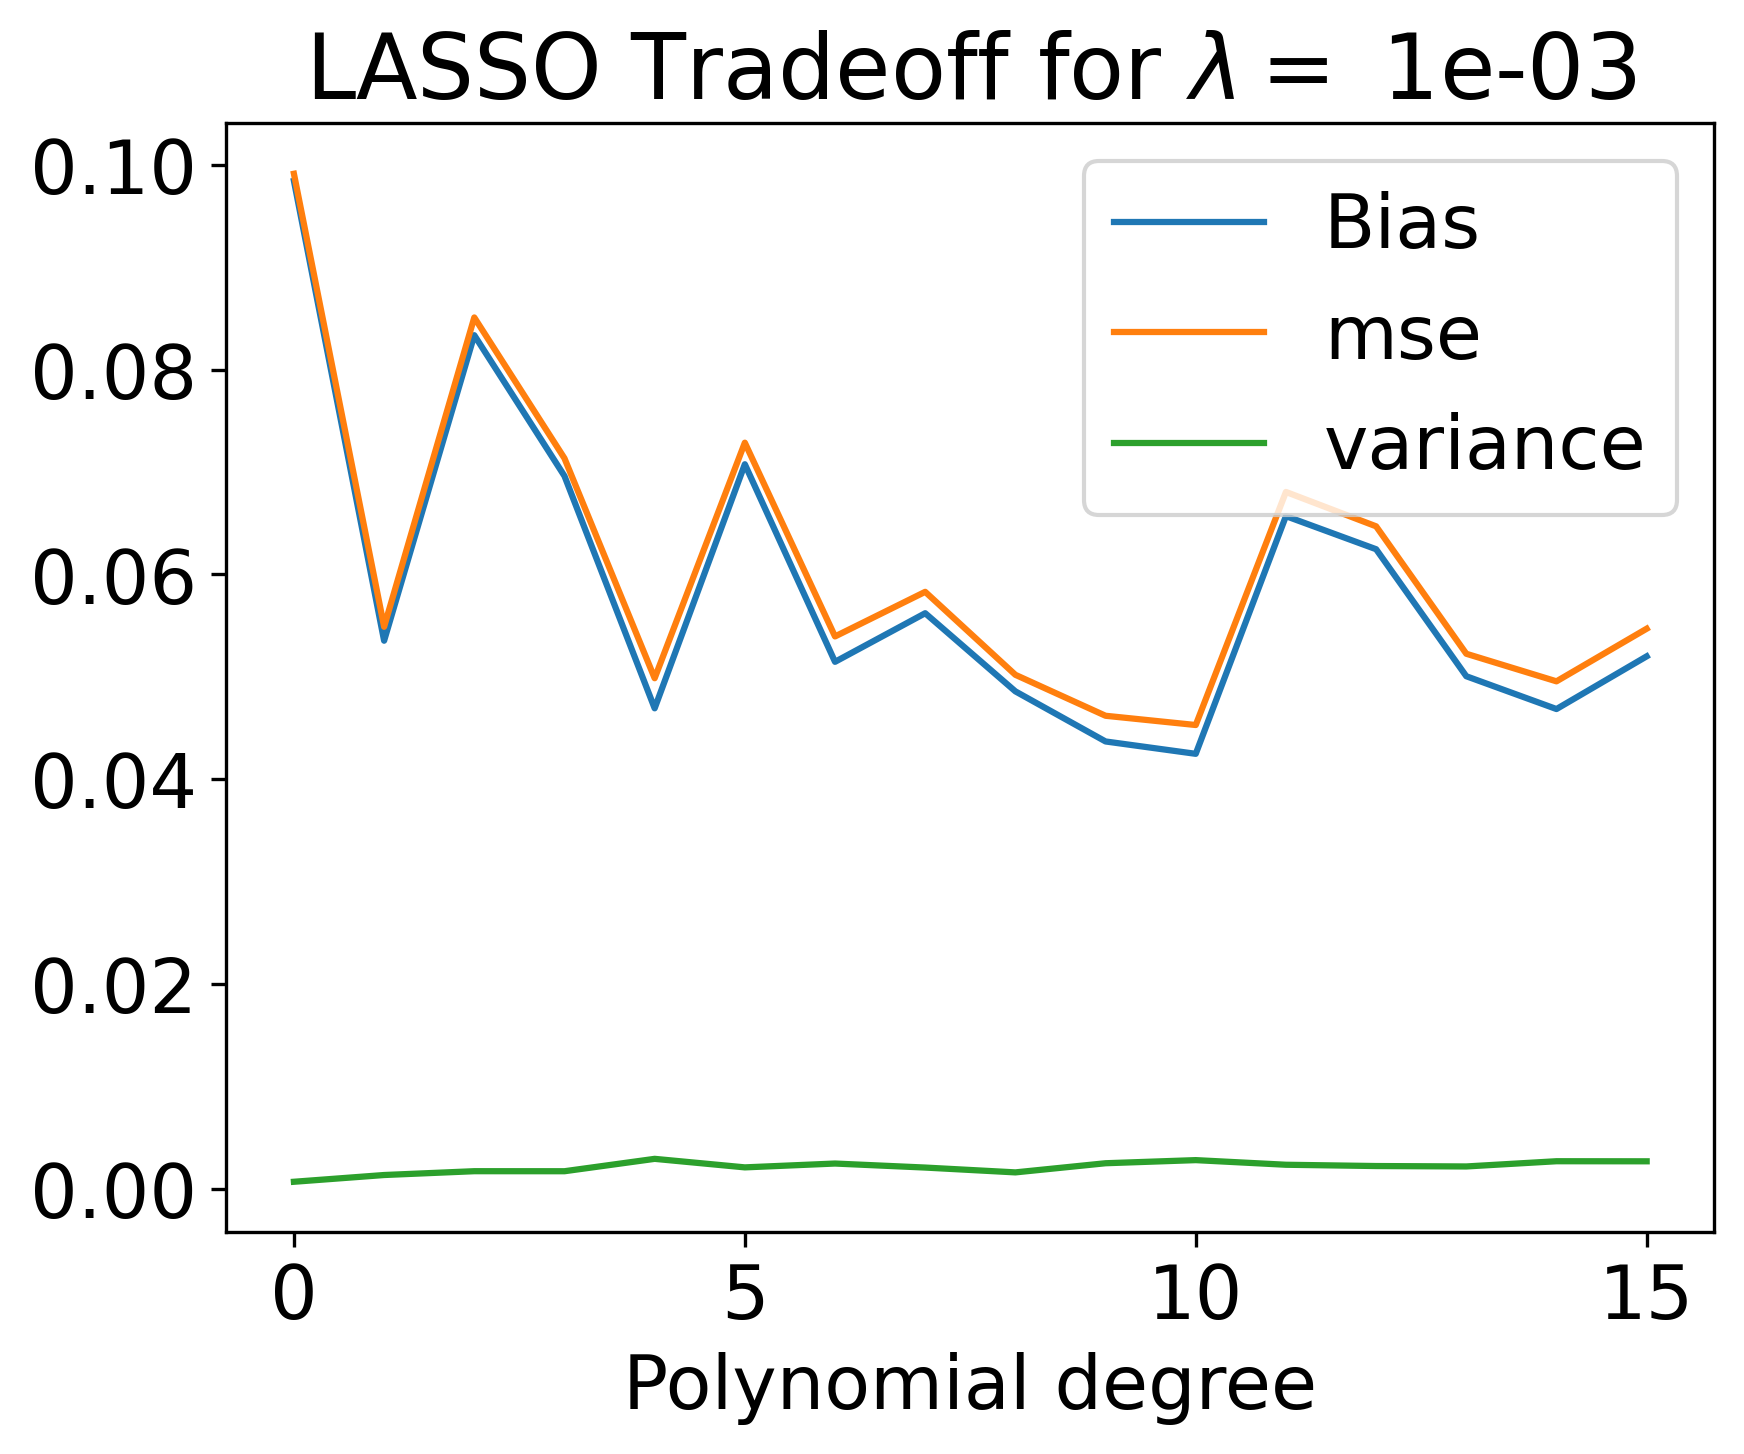 LASSO Tradeoff for λ = 1e-03
0.10
0.08
0.06
0.04
0.02
0.00
Bias
mse
variance
0 5 10 15
Polynomial degree